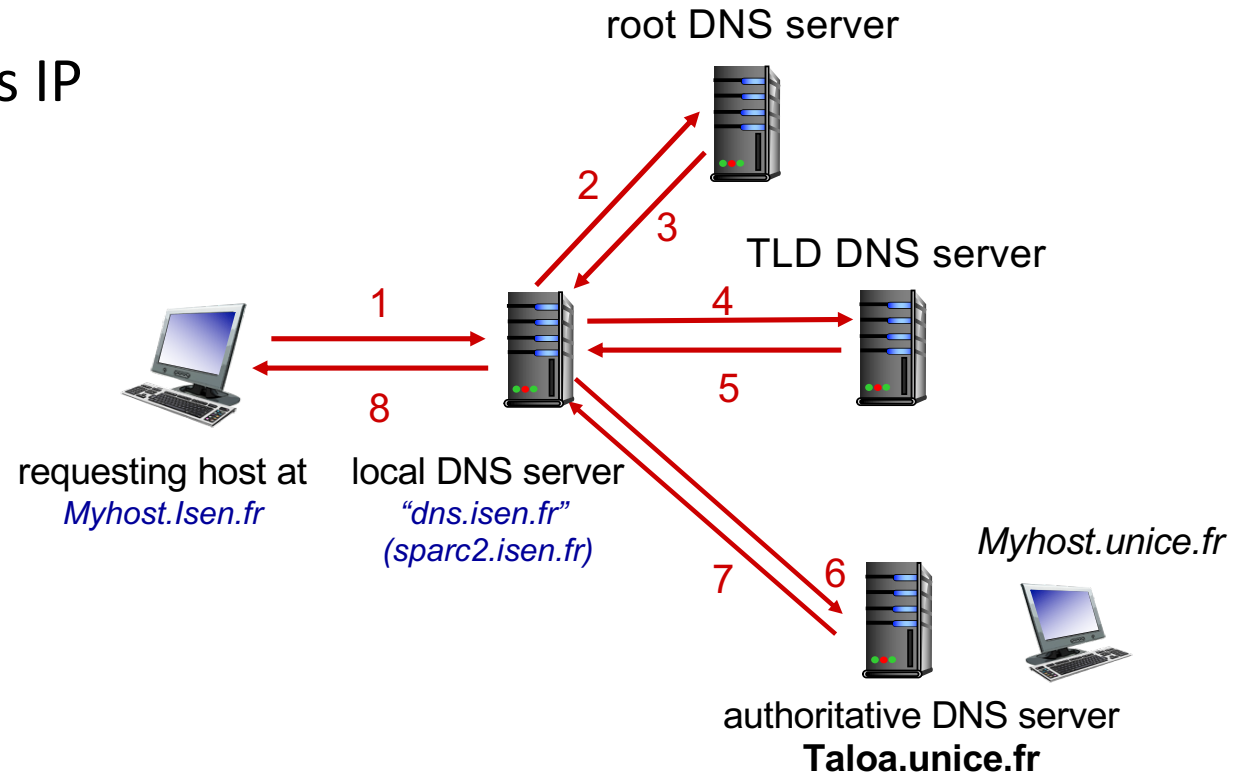 root DNS server
s IP
2
3
TLD DNS server
1
4
5
8
requesting host at
Myhost.Isen.fr
local DNS server
“dns.isen.fr”
(sparc2.isen.fr)
Myhost.unice.fr
7
6
authoritative DNS server
Taloa.unice.fr